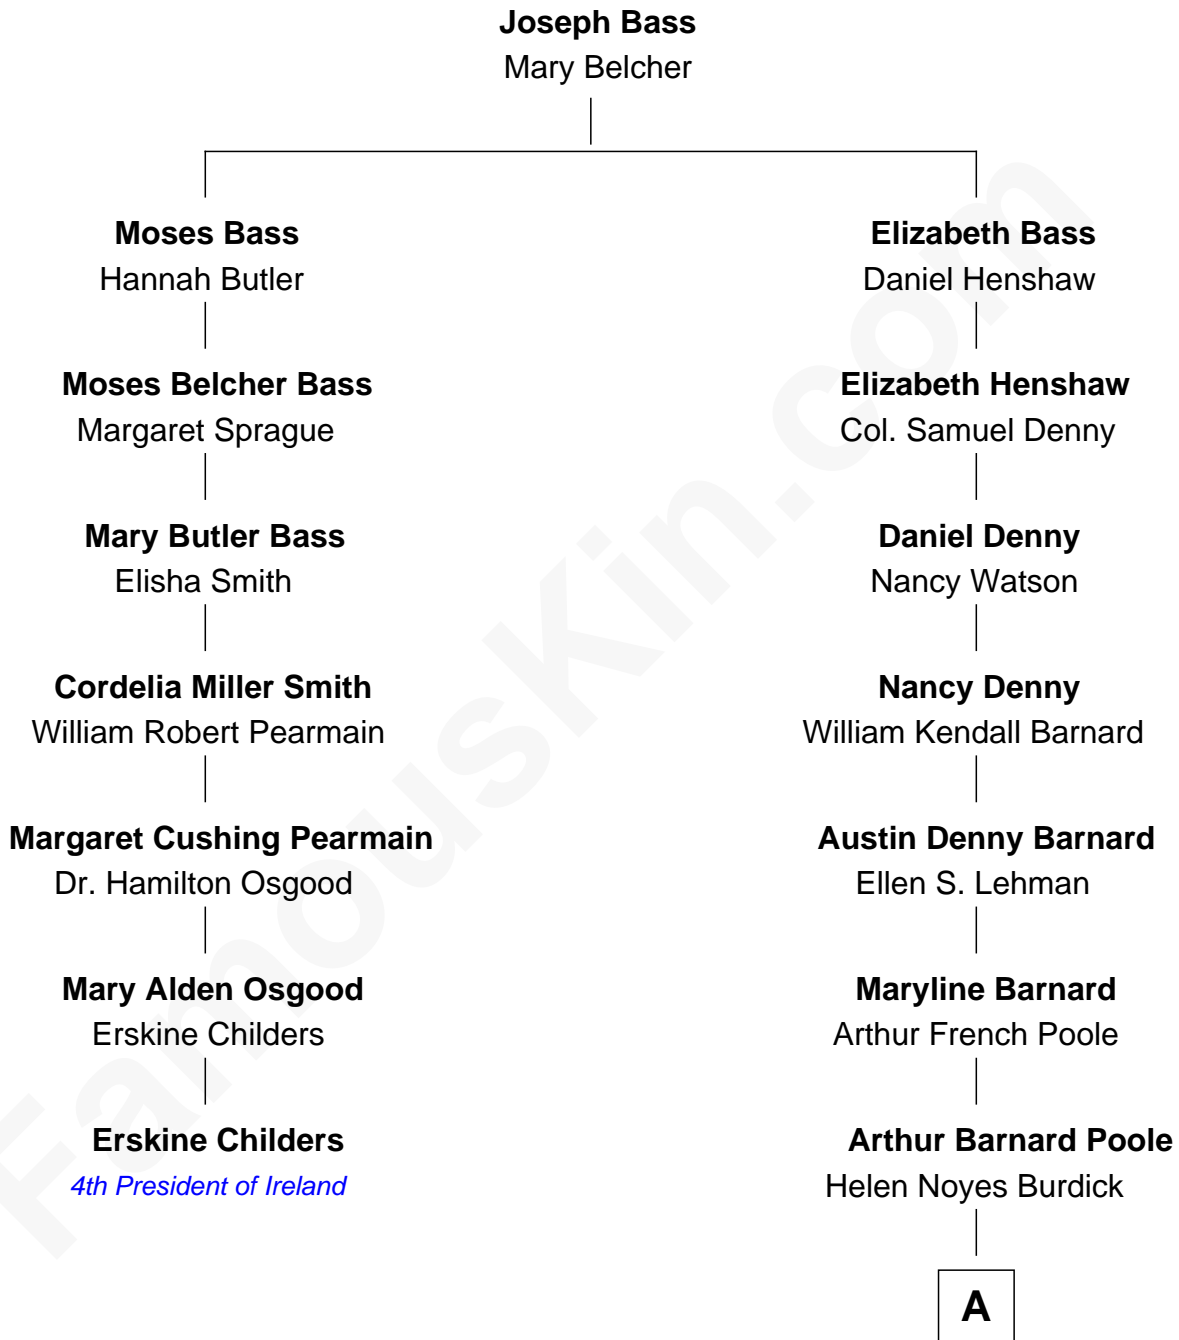 Joseph Bass
Mary Belcher
Moses Bass
Hannah Butler
Elizabeth Bass
Daniel Henshaw
Moses Belcher Bass
Margaret Sprague
Elizabeth Henshaw
Col. Samuel Denny
Mary Butler Bass
Elisha Smith
Daniel Denny
Nancy Watson
Cordelia Miller Smith
William Robert Pearmain
Nancy Denny
William Kendall Barnard
Margaret Cushing Pearmain
Dr. Hamilton Osgood
Austin Denny Barnard
Ellen S. Lehman
Mary Alden Osgood
Erskine Childers
Maryline Barnard
Arthur French Poole
Erskine Childers
4th President of Ireland
Arthur Barnard Poole
Helen Noyes Burdick
A
FamousKin.com